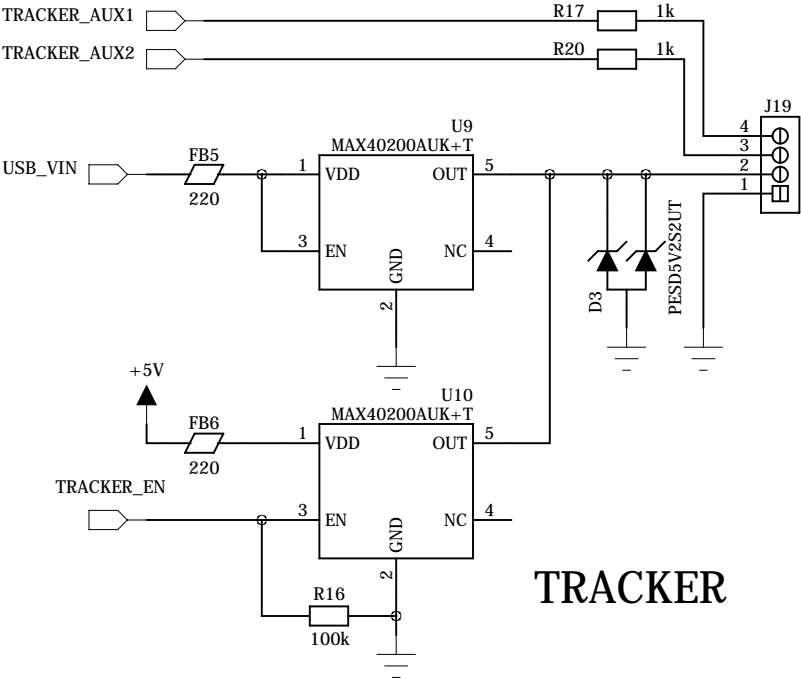 TRACKER_AUX1
R17 1k
TRACKER_AUX2
R20 1k
J19
4
3
2
1
U9
MAX40200AUK+T
USB_VIN
FB5
220
1 VDD OUT 5
3 EN NC 4
GND
2
D3
PESD5V2S2UT
+5V
U10
MAX40200AUK+T
FB6
220
1 VDD OUT 5
TRACKER_EN
3 EN NC 4
GND
2
R16
100k
TRACKER